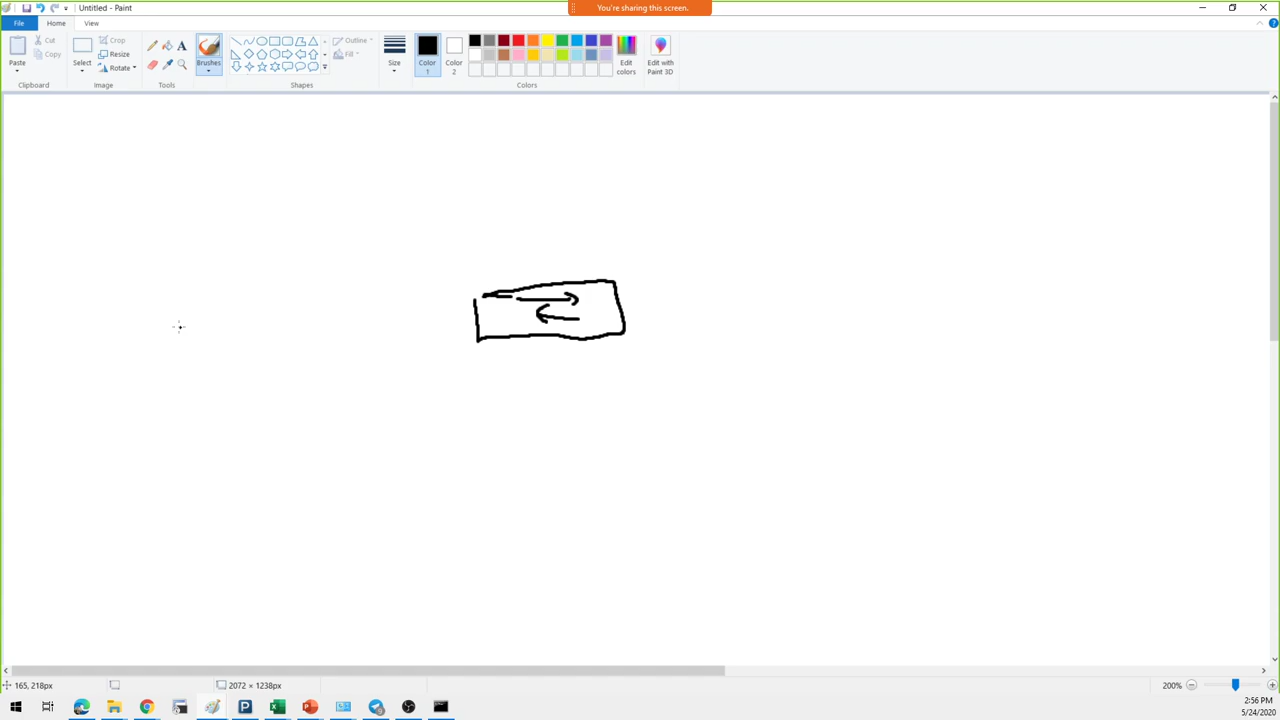 Untitled - Paint
You're sharing this screen.
File
Home
View
Paste
Cut
Copy
Clipboard
Select
Crop
Resize
Rotate
Image
A
Tools
Brushes
Outline
Fill
Shapes
Size
Color 1
Color 2
Edit colors
Edit with Paint 3D
Colors
165, 218px
2072 × 1238px
200%
2:56 PM
5/24/2020